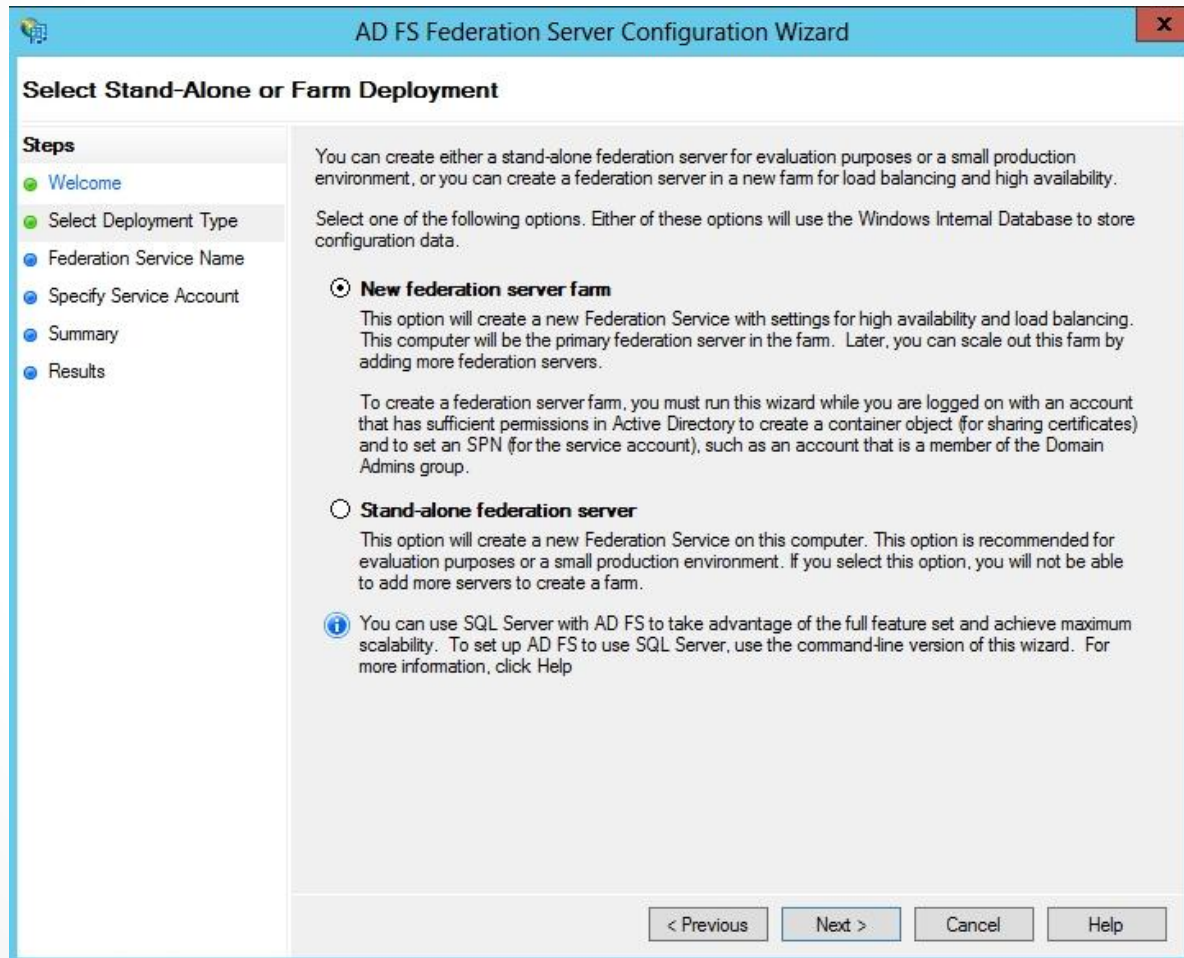 AD FS Federation Server Configuration Wizard
x
Select Stand-Alone or Farm Deployment
Steps
Welcome
Select Deployment Type
Federation Service Name
Specify Service Account
Summary
Results
You can create either a stand-alone federation server for evaluation purposes or a small production
environment, or you can create a federation server in a new farm for load balancing and high availability.
Select one of the following options. Either of these options will use the Windows Internal Database to store
configuration data.
New federation server farm
This option will create a new Federation Service with settings for high availability and load balancing.
This computer will be the primary federation server in the farm. Later, you can scale out this farm by
adding more federation servers.
To create a federation server farm, you must run this wizard while you are logged on with an account
that has sufficient permissions in Active Directory to create a container object (for sharing certificates)
and to set an SPN (for the service account), such as an account that is a member of the Domain
Admins group.
Stand-alone federation server
This option will create a new Federation Service on this computer. This option is recommended for
evaluation purposes or a small production environment. If you select this option, you will not be able
to add more servers to create a farm.
You can use SQL Server with AD FS to take advantage of the full feature set and achieve maximum
scalability. To set up AD FS to use SQL Server, use the command-line version of this wizard. For
more information, click Help
< Previous
Next >
Cancel
Help